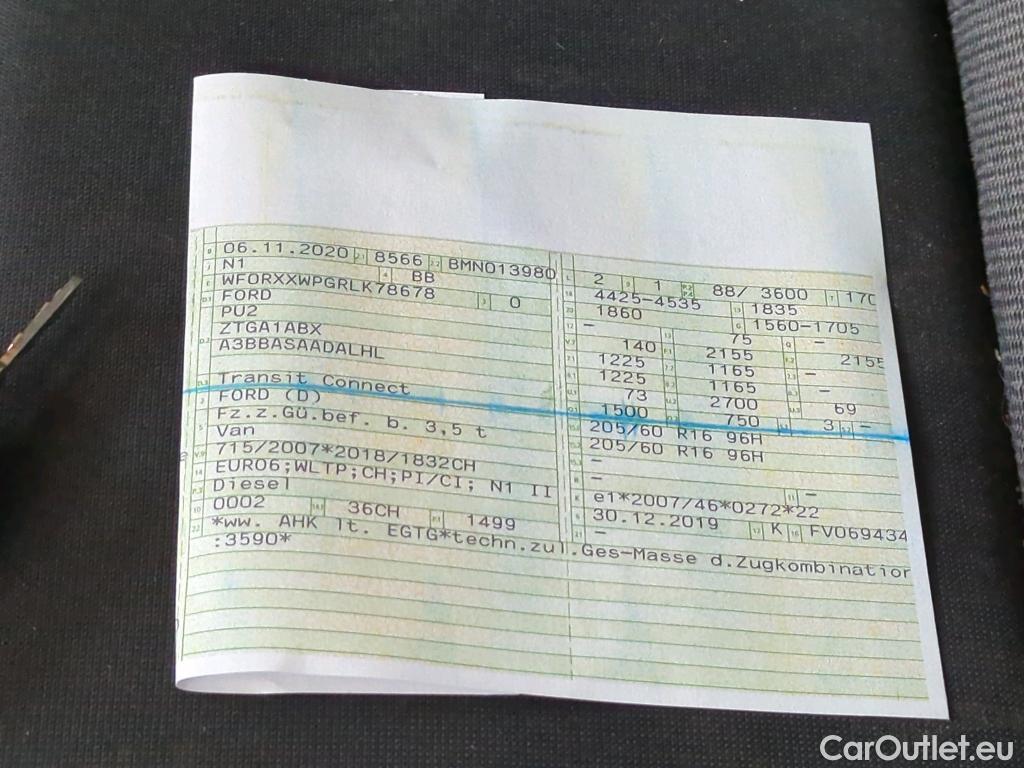 06.11.2020 8566 BMN013980
N1 BB
WF0RXXWPGRLK78678 0
FORD
PU2
ZTGA1ABX
A3BBASAADALHL
Transit Connect
FORD (D)
Fz.z.Gü.bef. b. 3,5 t
Van
715/2007*2018/1832CH
EURO6;WLTP;CH;PI/CI; N1 II
Diesel
0002 36CH 1499
*ww. AHK lt. EGTG*techn.zul.Ges-Masse d.Zugkombination
:3590*
2 1 88/ 3600 170
4425-4535 1835
1860 1560-1705
- 75 -
140 2155 2155
1225 1165 -
1225 1165 -
73 2700 69
1500 750 3 -
205/60 R16 96H
205/60 R16 96H
-
- -
e1*2007/46*0272*22
30.12.2019 K FV069434
-
CarOutlet.eu